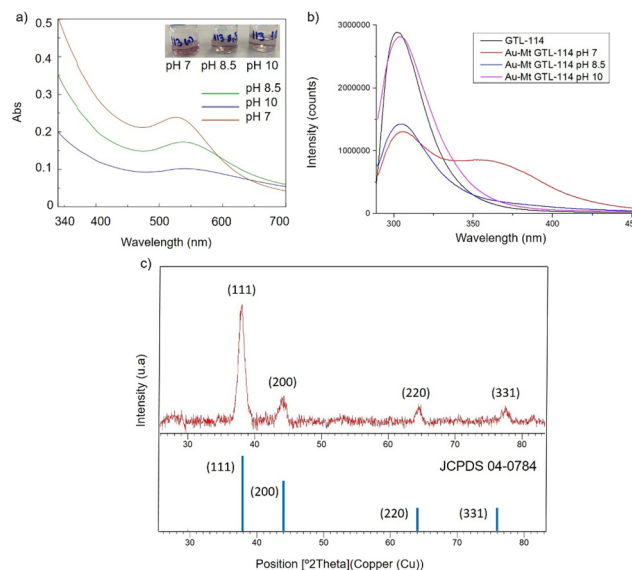 a)
0.5
0.4
0.3
0.2
0.1
0
Abs
pH 7 pH 8.5 pH 10
pH 8.5
pH 10
pH 7
340 400 500 600 700
Wavelength (nm)
b)
3000000
2000000
1000000
0
Intensity (counts)
GTL-114
Au-Mt GTL-114 pH 7
Au-Mt GTL-114 pH 8.5
Au-Mt GTL-114 pH 10
300 350 400 450
Wavelength (nm)
c)
Intensity (u.a)
(111)
(200)
(220)
(331)
30 40 50 60 70 80
JCPDS 04-0784
(111)
(200)
(220)
(331)
30 40 50 60 70 80
Position [º2Theta](Copper (Cu))